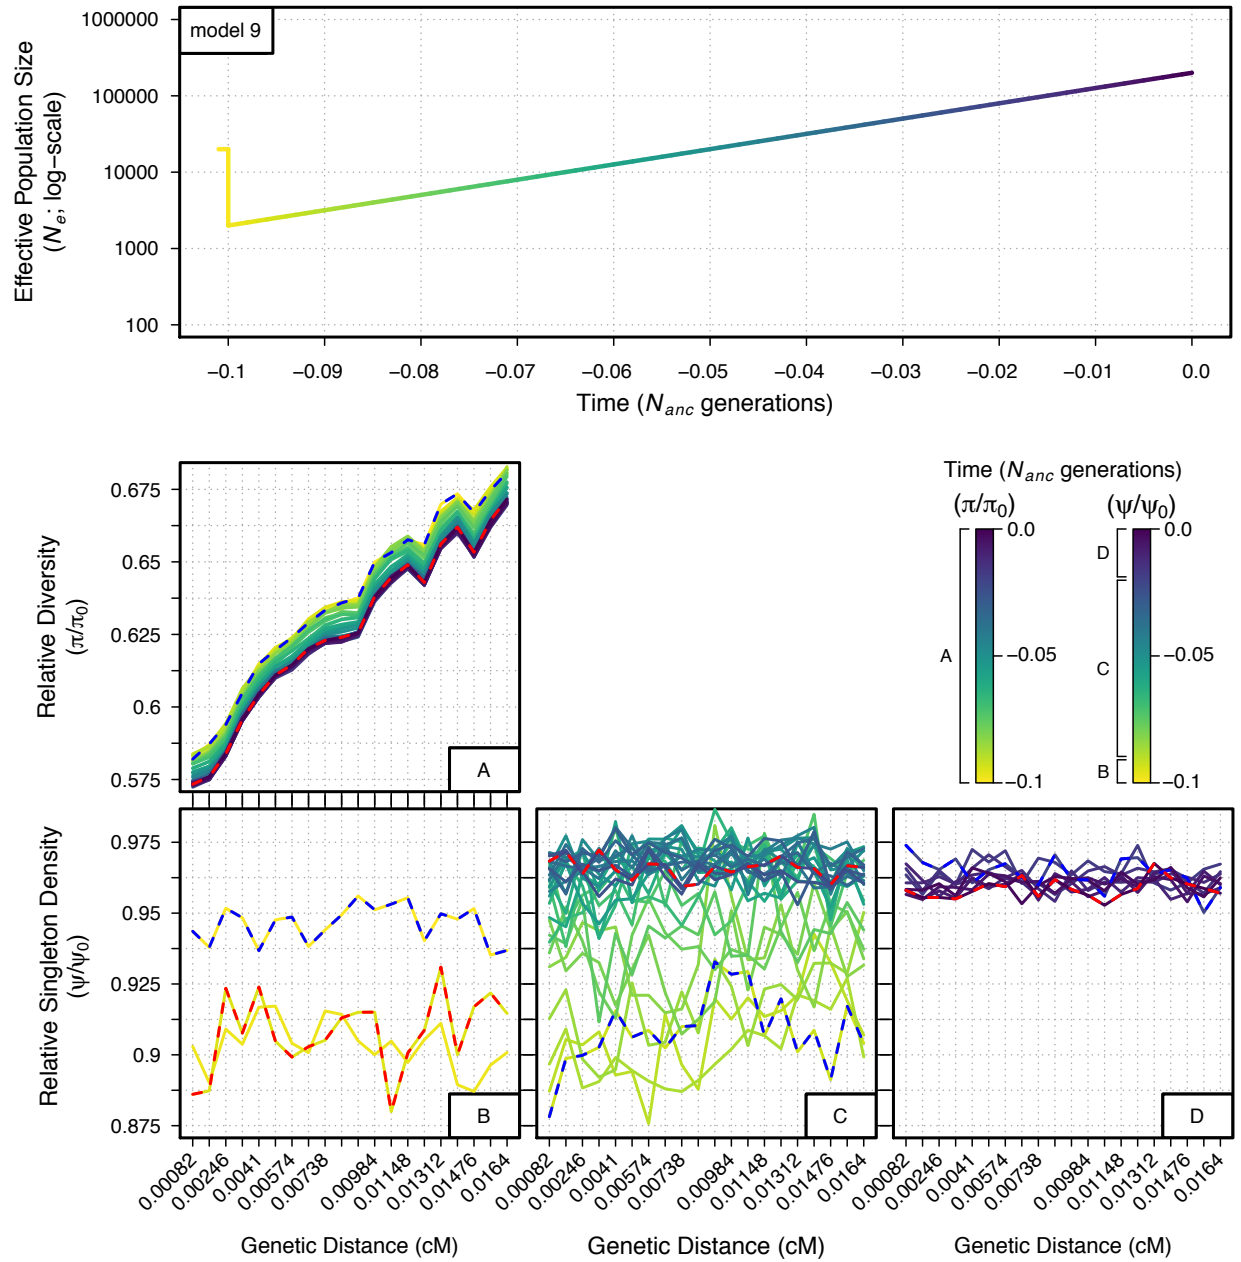 model 9
Effective Population Size
(Ne; log−scale)
1000000
100000
10000
1000
100
−0.1
−0.09
−0.08
−0.07
−0.06
−0.05
−0.04
−0.03
−0.02
−0.01
0.0
Time (Nanc generations)
Relative Diversity
(π/π0)
0.675
0.65
0.625
0.6
0.575
A
Time (Nanc generations)
(π/π0)
(ψ/ψ0)
A
0.0
−0.05
−0.1
D
C
B
0.0
−0.05
−0.1
Relative Singleton Density
(ψ/ψ0)
0.975
0.95
0.925
0.9
0.875
B
C
D
0.00082
0.00246
0.0041
0.00574
0.00738
0.00984
0.01148
0.01312
0.01476
0.0164
0.00082
0.00246
0.0041
0.00574
0.00738
0.00984
0.01148
0.01312
0.01476
0.0164
0.00082
0.00246
0.0041
0.00574
0.00738
0.00984
0.01148
0.01312
0.01476
0.0164
Genetic Distance (cM)
Genetic Distance (cM)
Genetic Distance (cM)